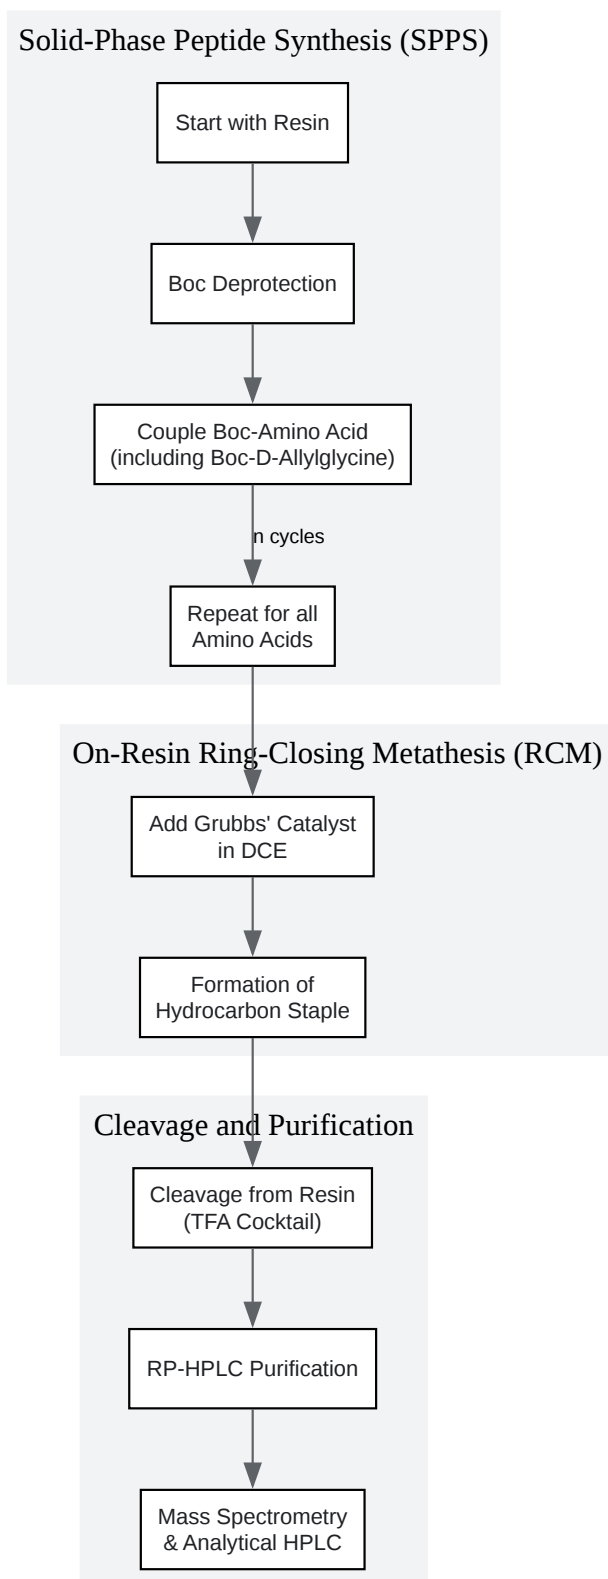 Solid-Phase Peptide Synthesis (SPPS)
Start with Resin
Boc Deprotection
Couple Boc-Amino Acid
(including Boc-D-Allylglycine)
n cycles
Repeat for all
Amino Acids
On-Resin Ring-Closing Metathesis (RCM)
Add Grubbs' Catalyst
in DCE
Formation of
Hydrocarbon Staple
Cleavage and Purification
Cleavage from Resin
(TFA Cocktail)
RP-HPLC Purification
Mass Spectrometry
& Analytical HPLC